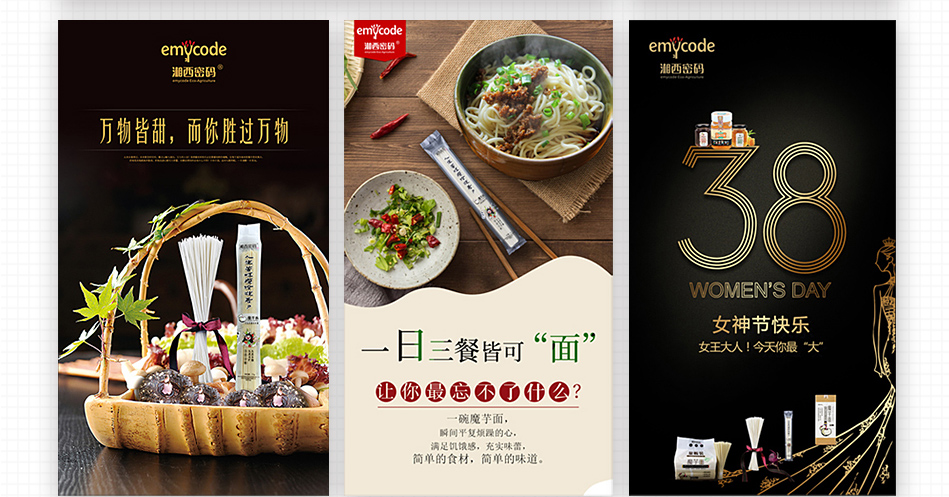 emycode
湘西密码®
万物皆甜，而你胜过万物
emycode
湘西密码®
一日三餐皆可“面”
让你最忘不了什么？
一碗魔芋面，
瞬间平复烦躁的心，
满足饥饿感，充实味蕾，
简单的食材，简单的味道。
emycode
湘西密码®
38
WOMEN'S DAY
女神节快乐
女王大人！今天你最“大”